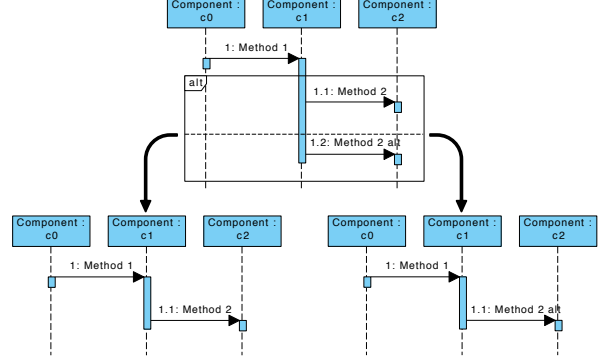 Component :
c0
Component :
c1
Component :
c2
1: Method 1
alt
1.1: Method 2
1.2: Method 2 alt
Component :
c0
Component :
c1
Component :
c2
Component :
c0
Component :
c1
Component :
c2
1: Method 1
1: Method 1
1.1: Method 2
1.1: Method 2 alt